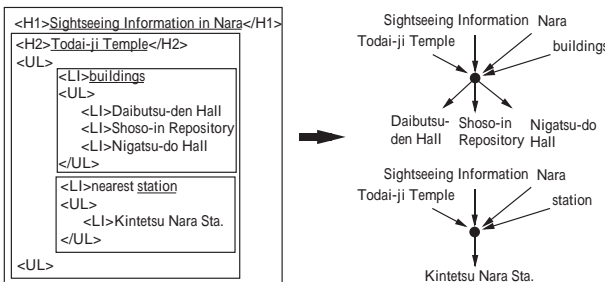 <H1>Sightseeing Information in Nara</H1>
<H2>Todai-ji Temple</H2>
<UL>
<LI>buildings
<UL>
<LI>Daibutsu-den Hall
<LI>Shoso-in Repository
<LI>Nigatsu-do Hall
</UL>
<LI>nearest station
<UL>
<LI>Kintetsu Nara Sta.
</UL>
<UL>
Sightseeing Information
Nara
Todai-ji Temple
buildings
Daibutsu-
den Hall
Shoso-in
Repository
Nigatsu-do
Hall
Sightseeing Information
Nara
Todai-ji Temple
station
Kintetsu Nara Sta.